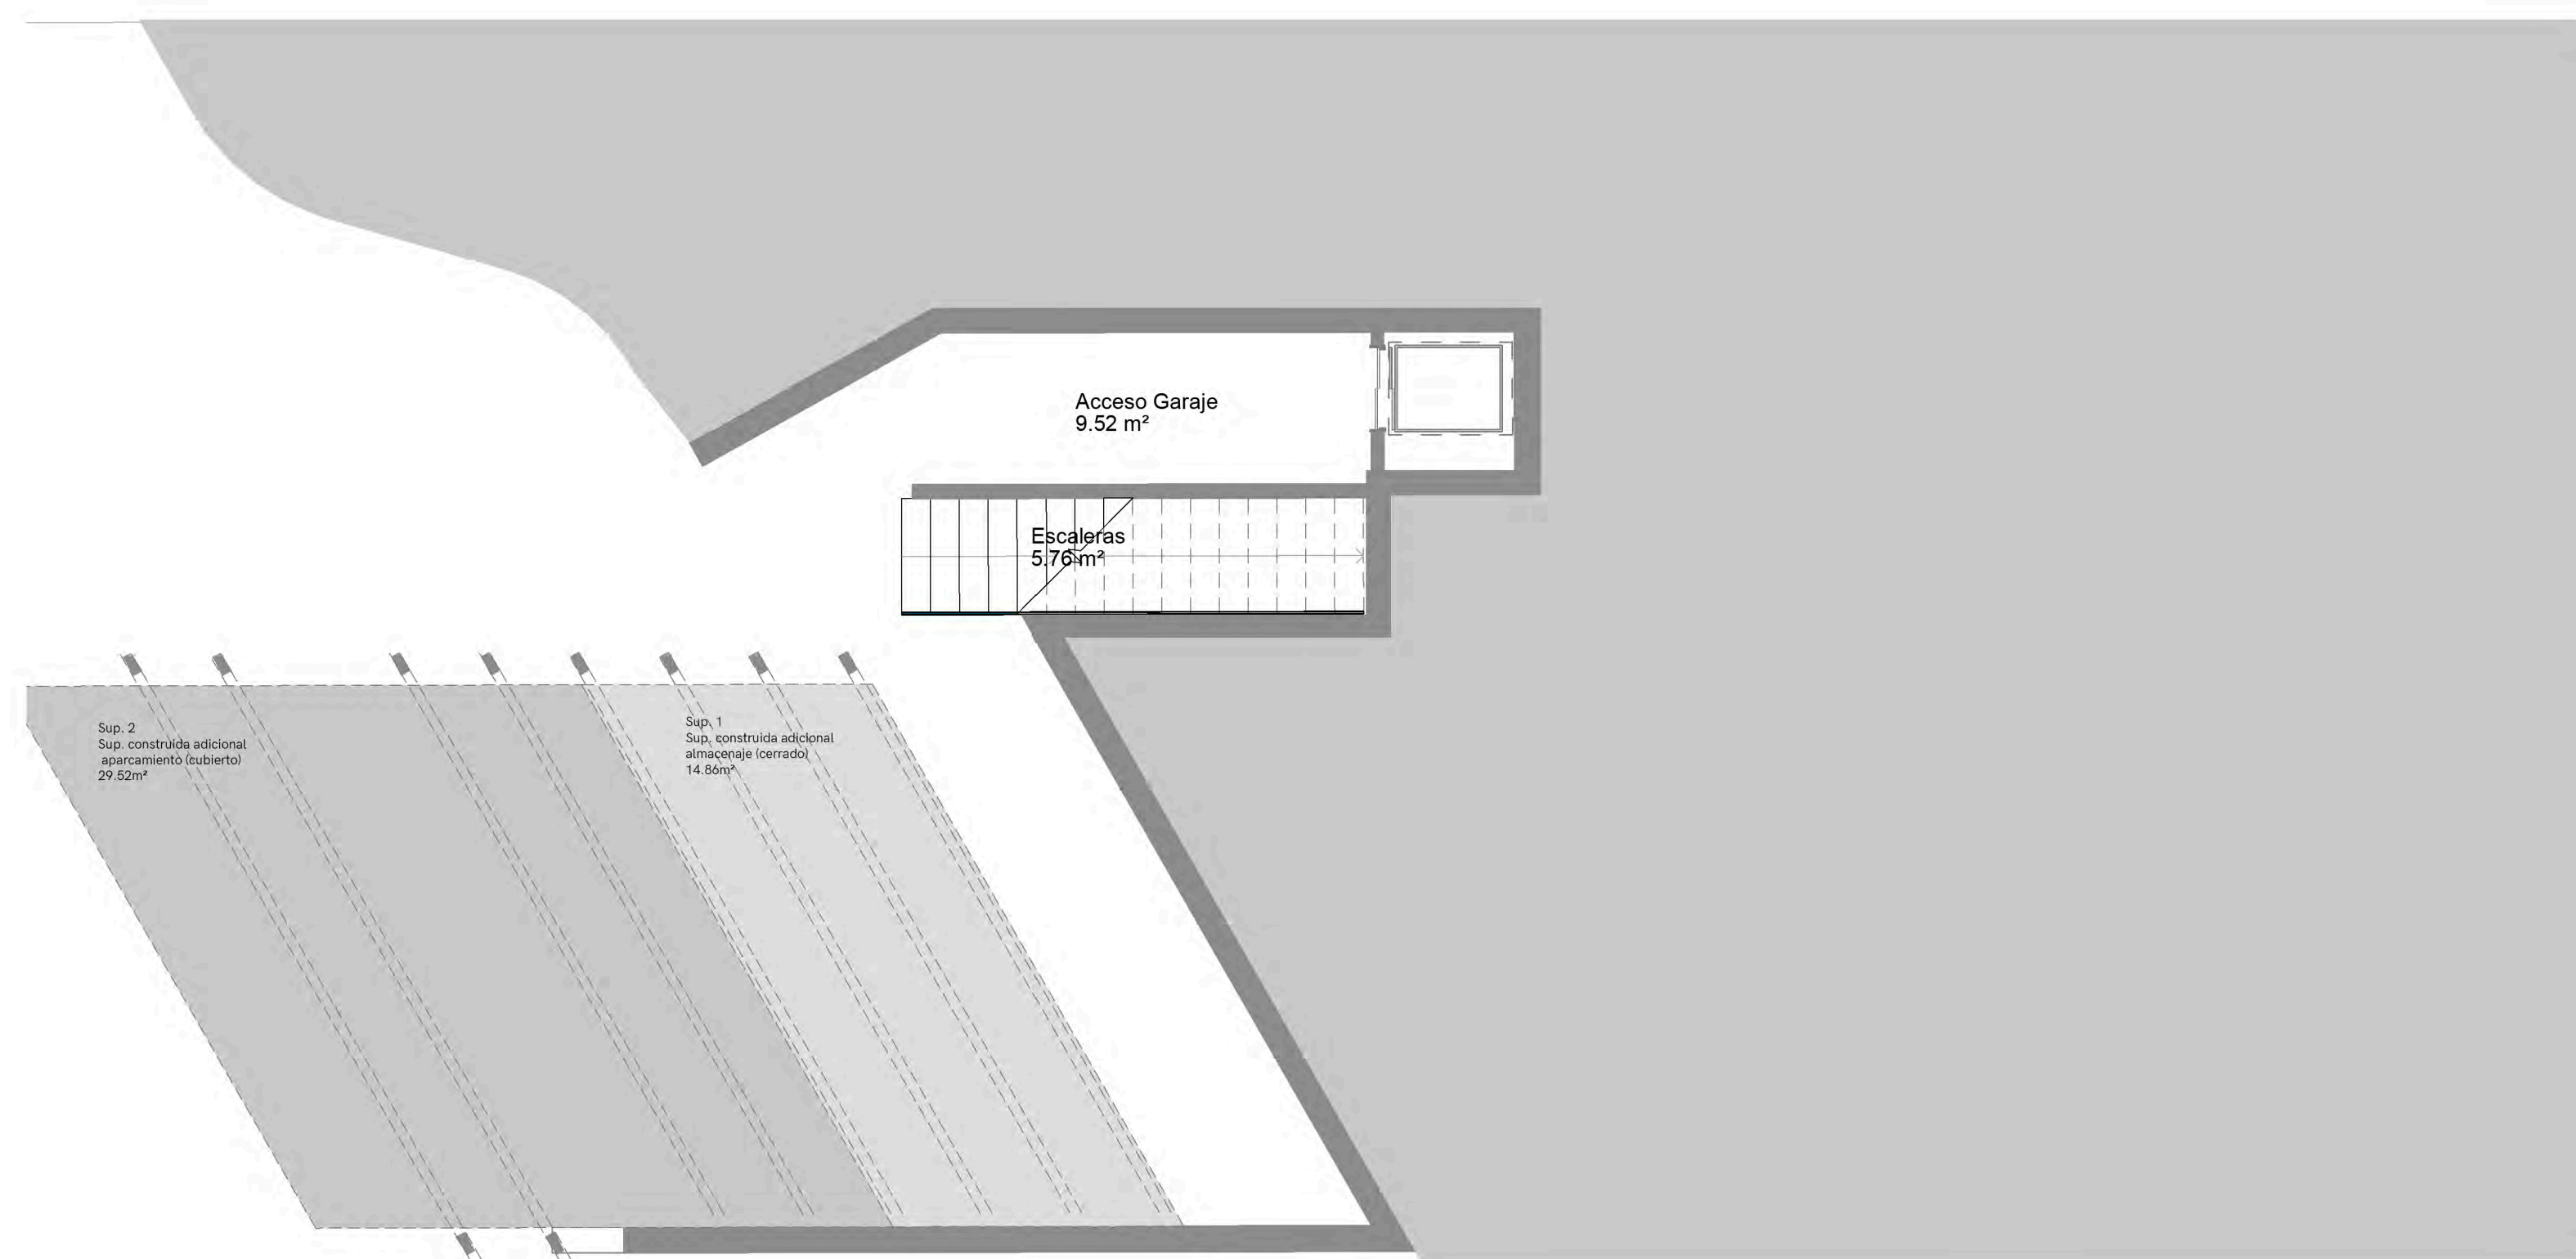 Acceso Garaje
9.52 m²
Escaleras
5.76 m²
Sup. 2
Sup. construida adicional
aparcamiento (cubierto)
29.52m²
Sup. 1
Sup. construida adicional
almacenaje (cerrado)
14.86m²